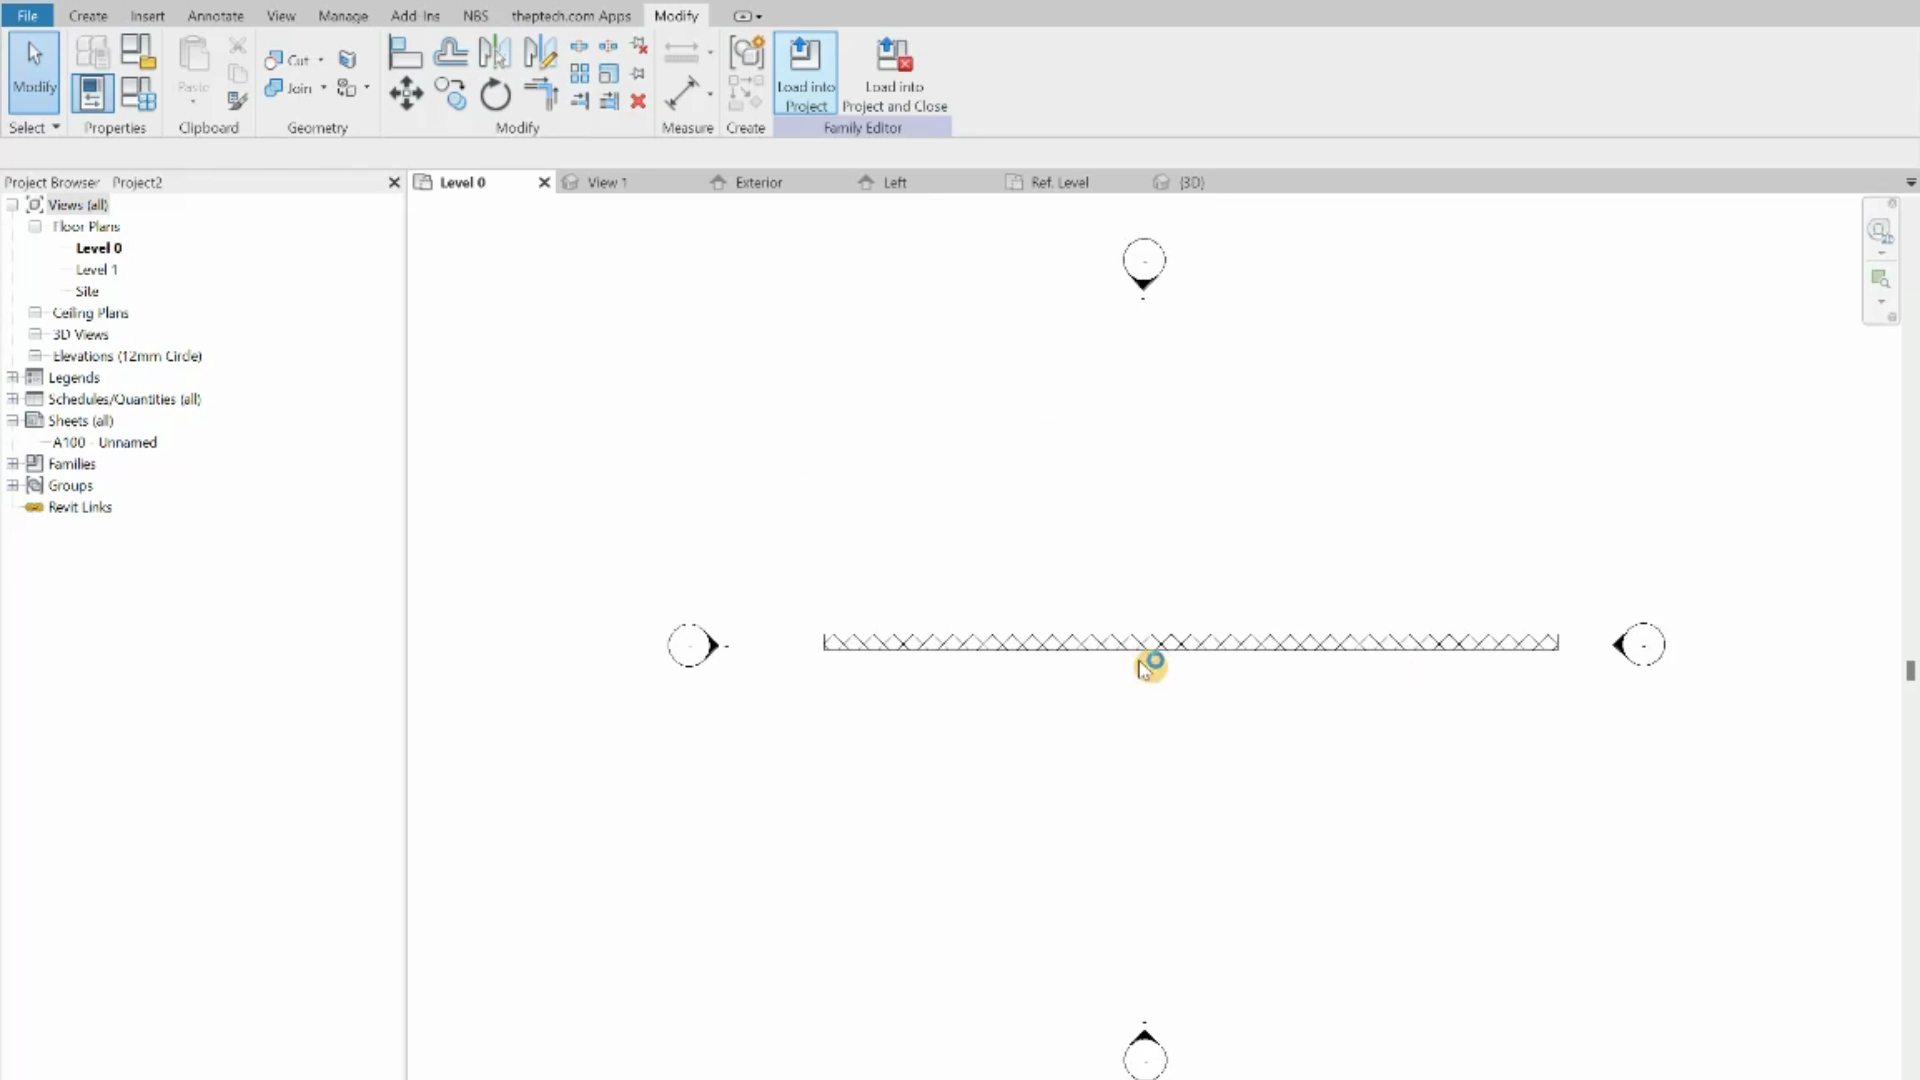 File Create Insert Annotate View Manage Add-Ins NBS theptech.com Apps Modify
Modify Paste Cut Join Load into Project Load into Project and Close
Select Properties Clipboard Geometry Modify Measure Create Family Editor
Project Browser - Project2
Level 0 View 1 Exterior Left Ref. Level {3D}
Views (all)
Floor Plans
Level 0
Level 1
Site
Ceiling Plans
3D Views
Elevations (12mm Circle)
Legends
Schedules/Quantities (all)
Sheets (all)
A100 - Unnamed
Families
Groups
Revit Links